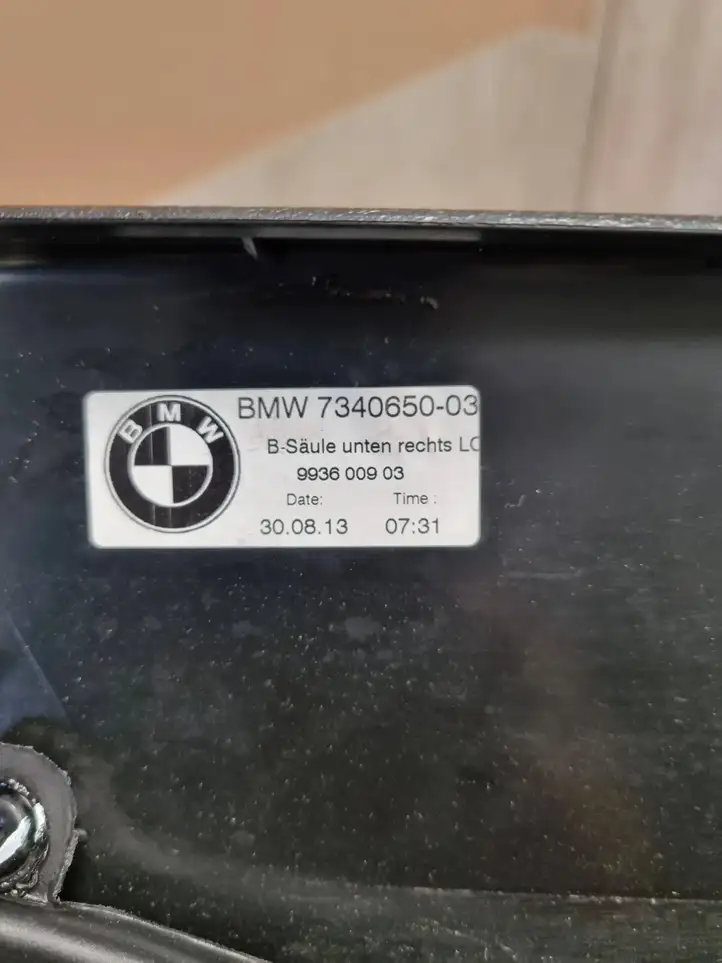 BMW
BMW 7340650-03
B-Säule unten rechts LC
9936 009 03
Date: Time :
30.08.13 07:31